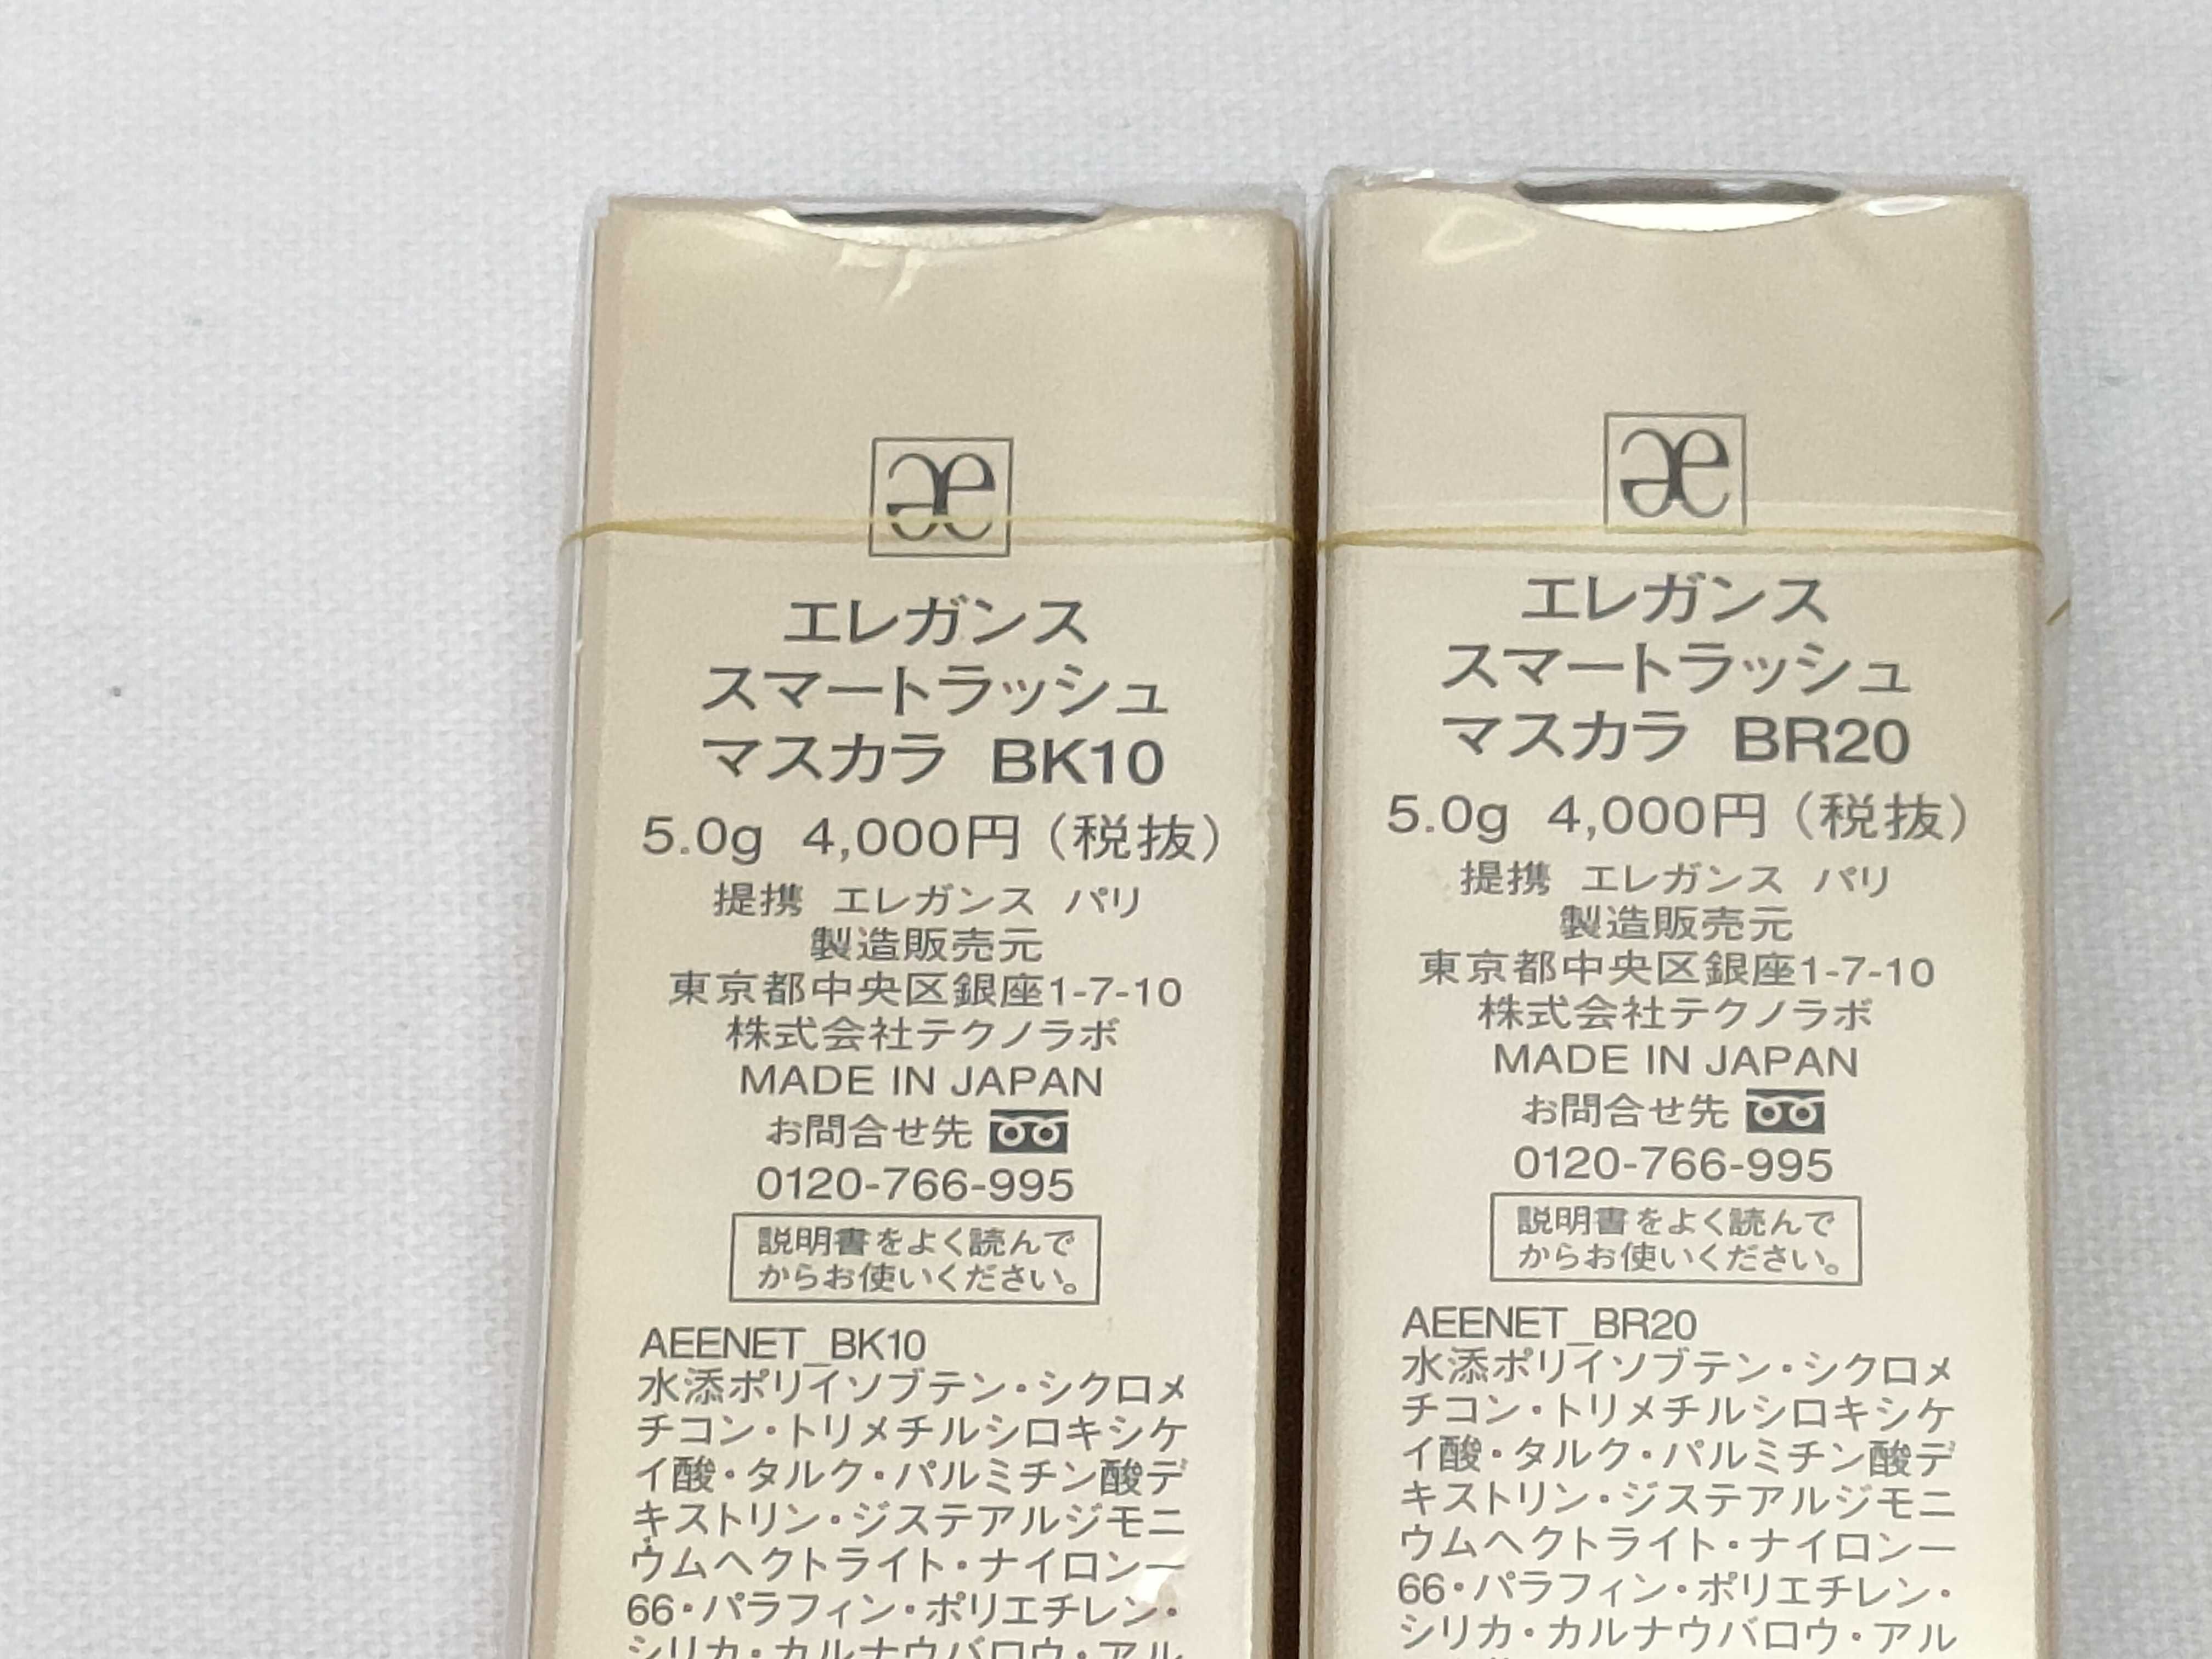 æ
エレガンス
スマートラッシュ
マスカラ BK10
5.0g 4,000円（税抜）
提携 エレガンス パリ
製造販売元
東京都中央区銀座1-7-10
株式会社テクノラボ
MADE IN JAPAN
お問合せ先
0120-766-995
説明書をよく読んで
からお使いください。
AEENET_BK10
水添ポリイソブテン・シクロメ
チコン・トリメチルシロキシケ
イ酸・タルク・パルミチン酸デ
キストリン・ジステアルジモニ
ウムヘクトライト・ナイロン－
66・パラフィン・ポリエチレン・
シリカ・カルナウバロウ・アル
æ
エレガンス
スマートラッシュ
マスカラ BR20
5.0g 4,000円（税抜）
提携 エレガンス パリ
製造販売元
東京都中央区銀座1-7-10
株式会社テクノラボ
MADE IN JAPAN
お問合せ先
0120-766-995
説明書をよく読んで
からお使いください。
AEENET_BR20
水添ポリイソブテン・シクロメ
チコン・トリメチルシロキシケ
イ酸・タルク・パルミチン酸デ
キストリン・ジステアルジモニ
ウムヘクトライト・ナイロン－
66・パラフィン・ポリエチレン・
シリカ・カルナウバロウ・アル